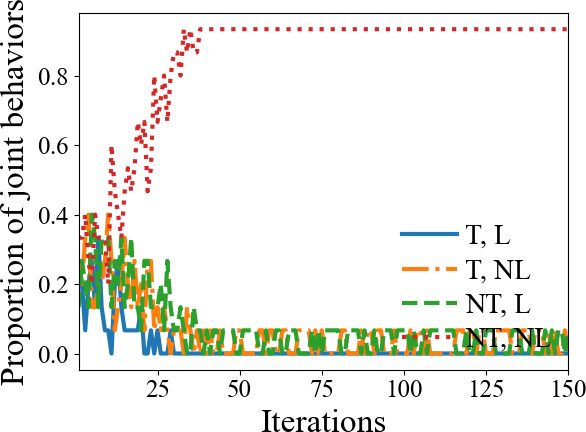 Proportion of joint behaviors
0.8
0.6
0.4
0.2
0.0
T, L
T, NL
NT, L
NT, NL
25
50
75
100
125
150
Iterations